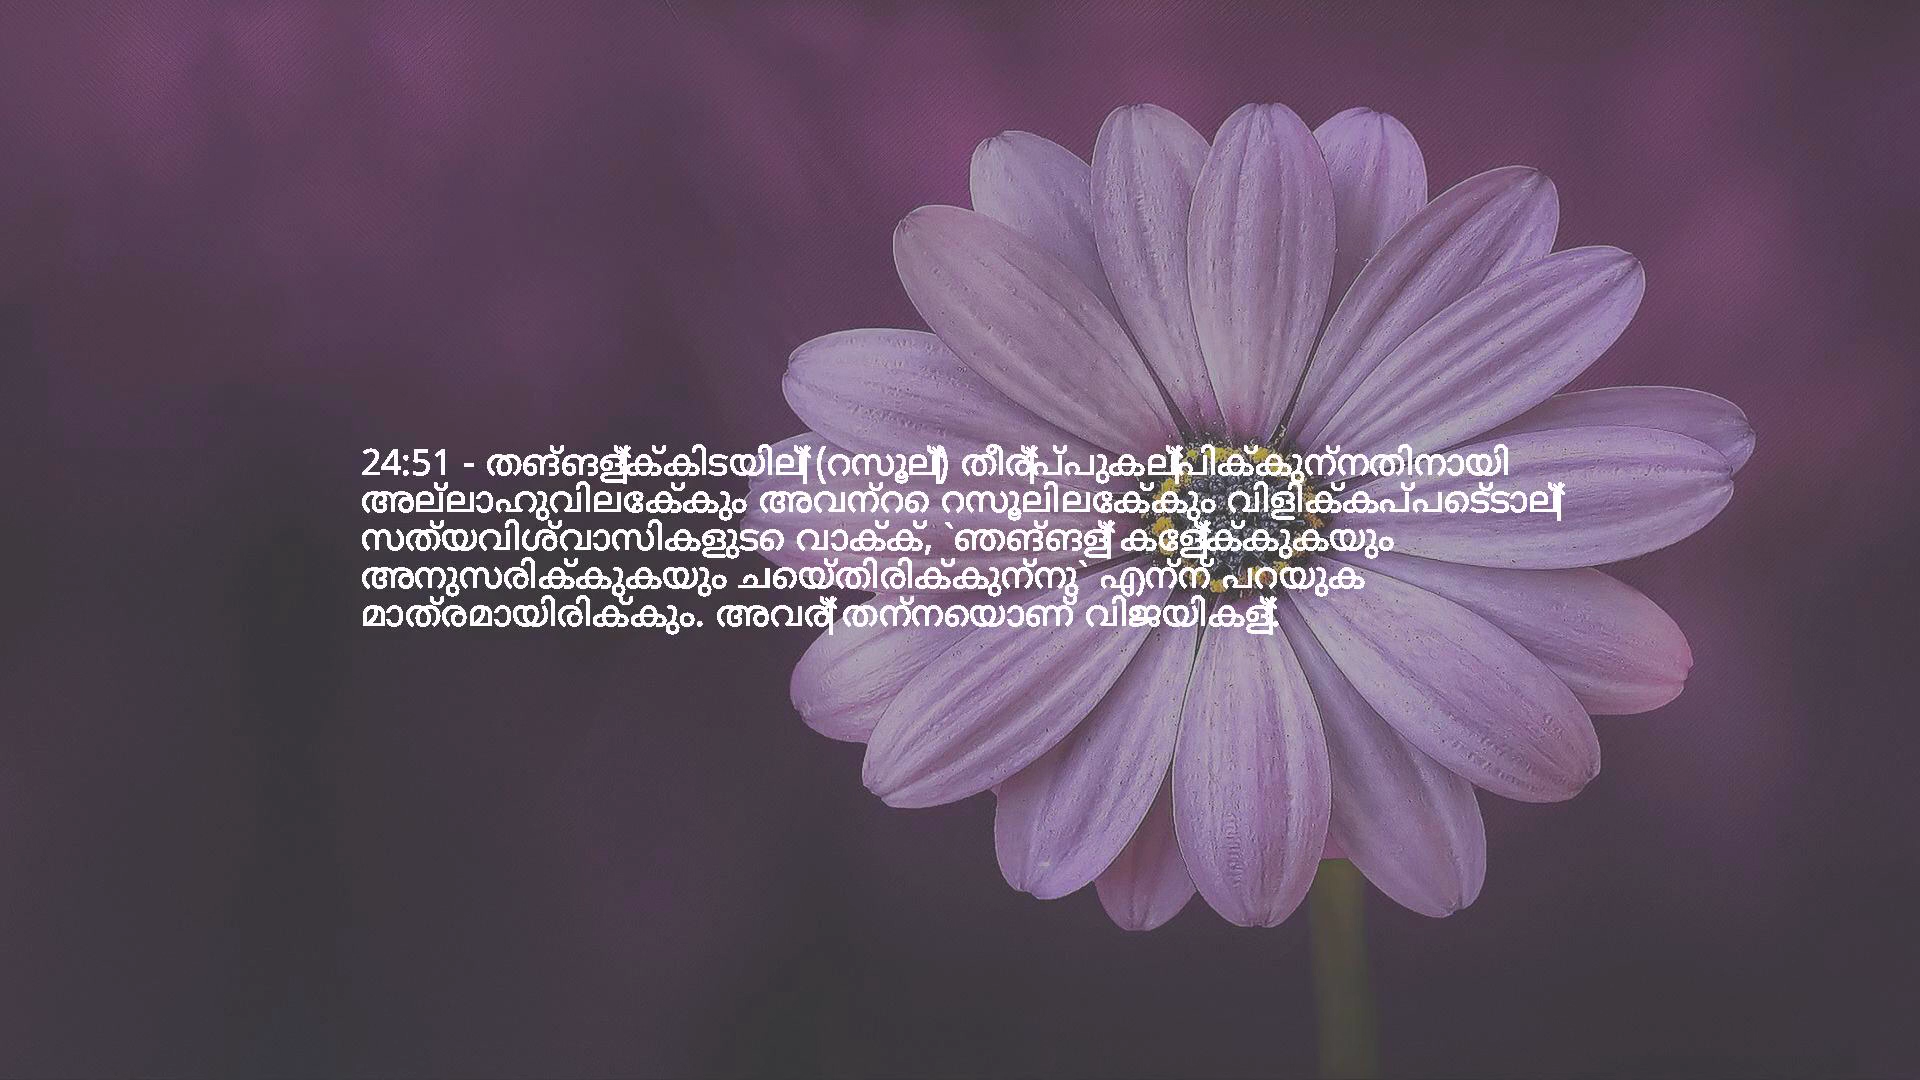 24:51 - തങ്ങള്‍ക്കിടയില്‍ (റസൂല്‍) തീര്‍പ്പുകല്‍പിക്കുന്നതിനായി
അല്ലാഹുവിലേക്കും അവന്റെ റസൂലിലേക്കും വിളിക്കപ്പെട്ടാല്‍
സത്യവിശ്വാസികളുടെ വാക്ക്, `ഞങ്ങള്‍ കേള്‍ക്കുകയും
അനുസരിക്കുകയും ചെയ്തിരിക്കുന്നു` എന്ന് പറയുക
മാത്രമായിരിക്കും. അവര്‍ തന്നെയാണ് വിജയികള്‍.